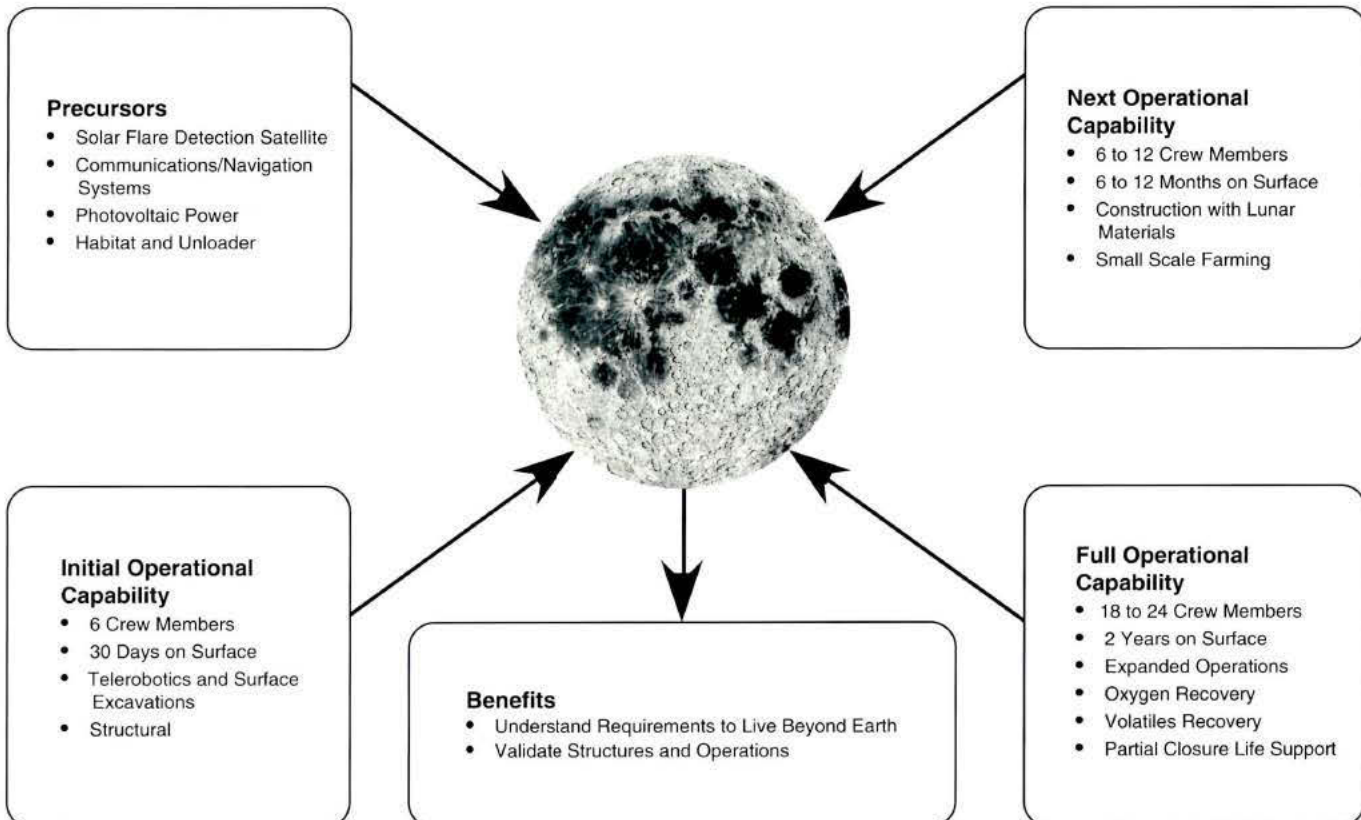 Precursors
• Solar Flare Detection Satellite
• Communications/Navigation
Systems
• Photovoltaic Power
• Habitat and Unloader
Next Operational
Capability
• 6 to 12 Crew Members
• 6 to 12 Months on Surface
• Construction with Lunar
Materials
• Small Scale Farming
Initial Operational
Capability
• 6 Crew Members
• 30 Days on Surface
• Telerobotics and Surface
Excavations
• Structural
Benefits
• Understand Requirements to Live Beyond Earth
• Validate Structures and Operations
Full Operational
Capability
• 18 to 24 Crew Members
• 2 Years on Surface
• Expanded Operations
• Oxygen Recovery
• Volatiles Recovery
• Partial Closure Life Support